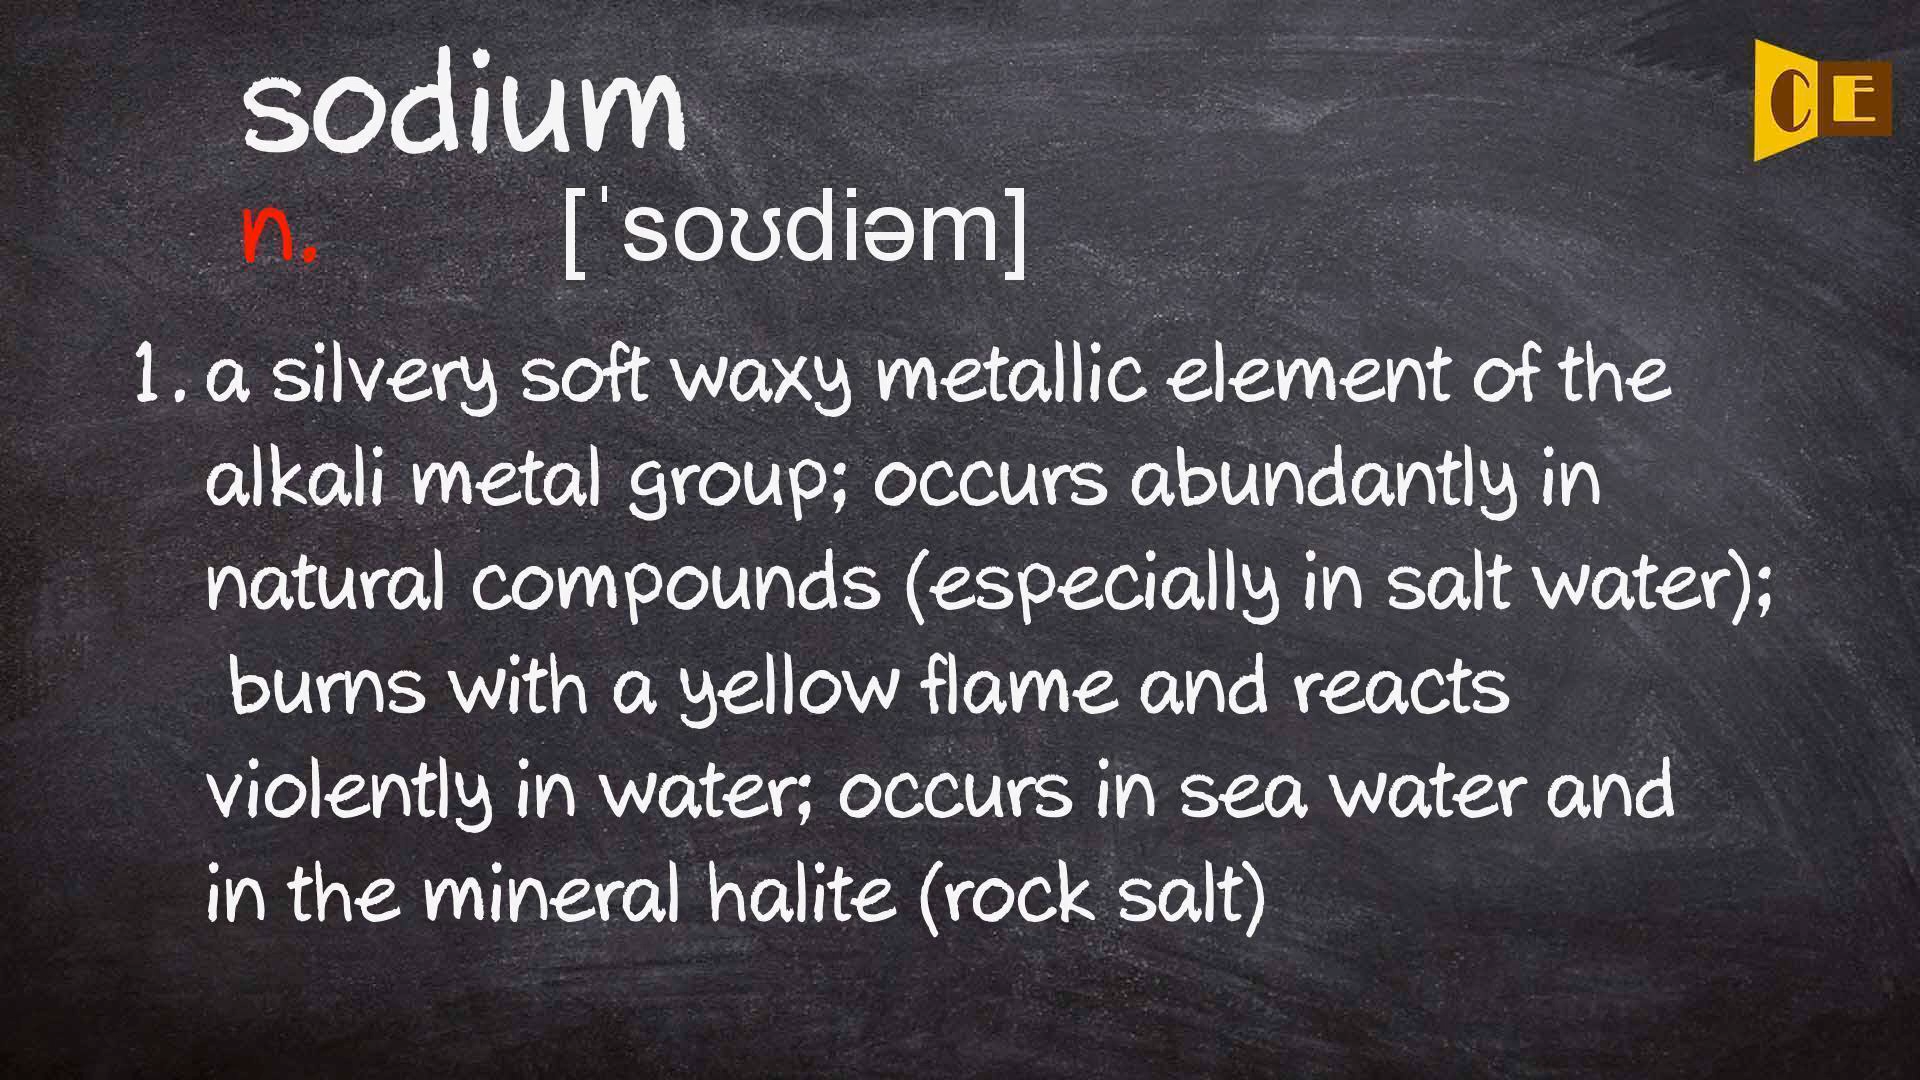 sodium
CE
n. [ˈsoʊdiəm]
1. a silvery soft waxy metallic element of the
alkali metal group; occurs abundantly in
natural compounds (especially in salt water);
burns with a yellow flame and reacts
violently in water; occurs in sea water and
in the mineral halite (rock salt)